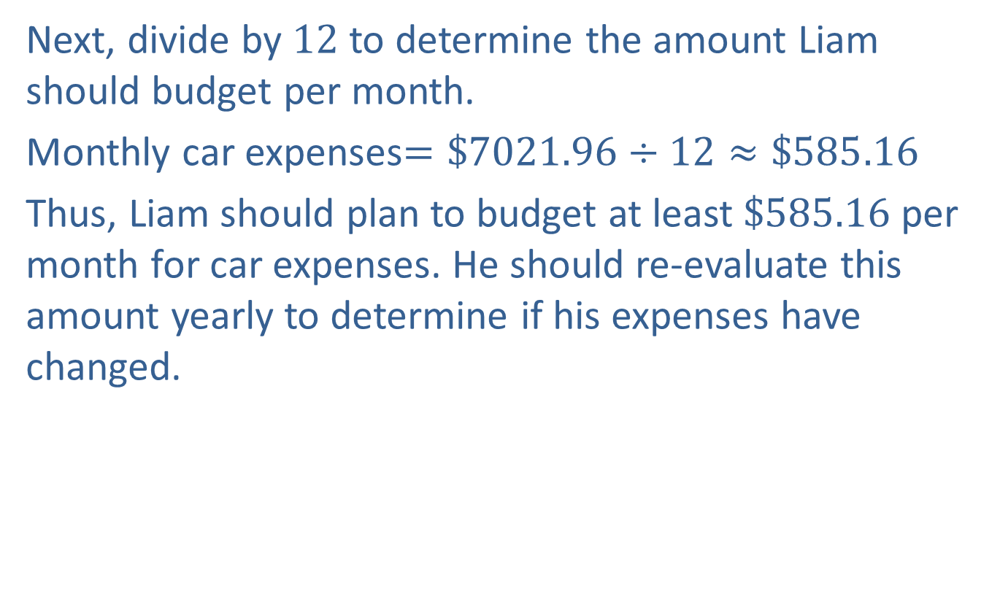 Next, divide by 12 to determine the amount Liam
should budget per month.
Monthly car expenses= $7021.96 ÷ 12 ≈ $585.16
Thus, Liam should plan to budget at least $585.16 per
month for car expenses. He should re-evaluate this
amount yearly to determine if his expenses have
changed.